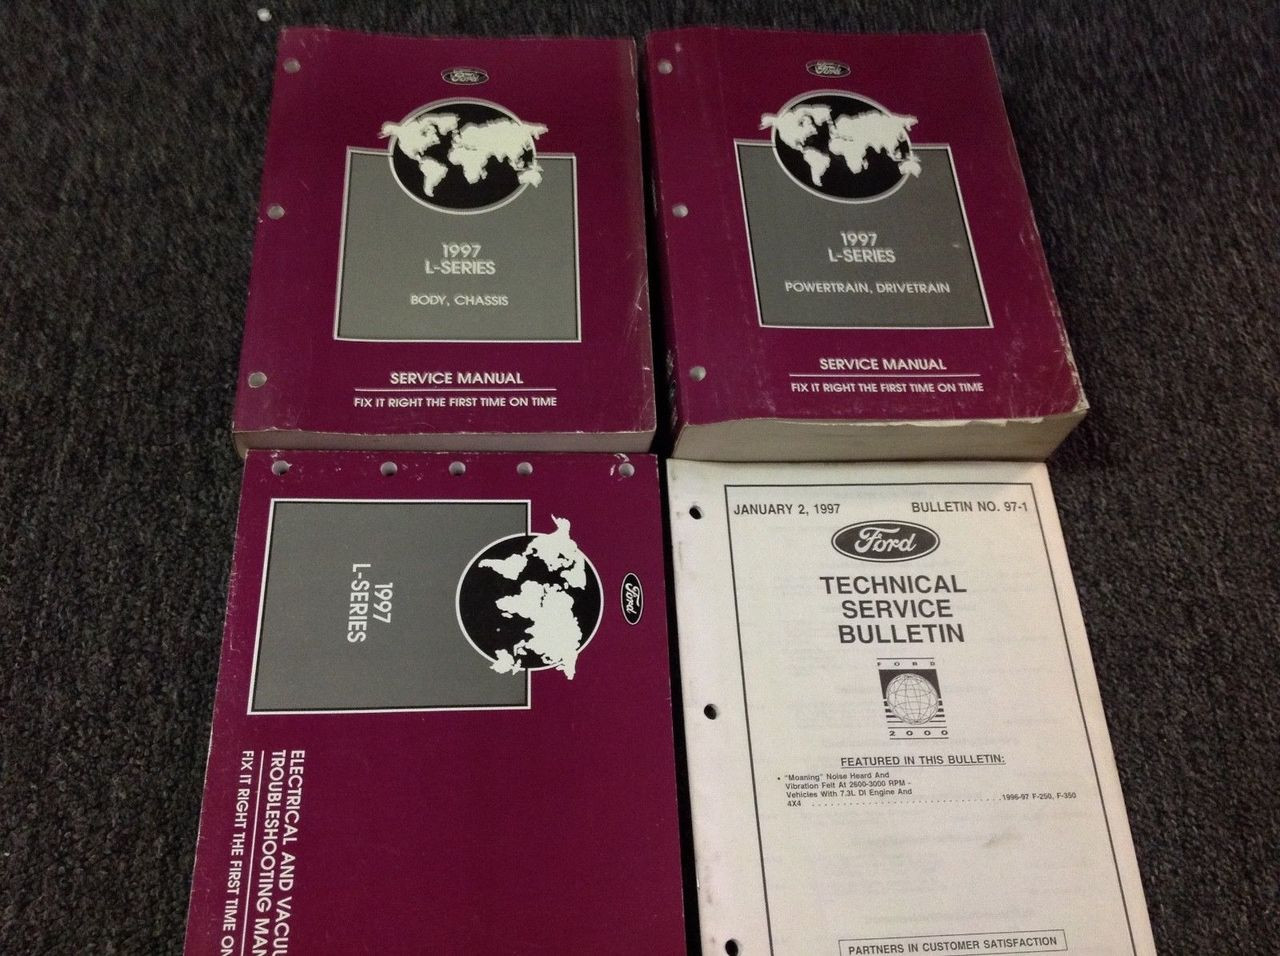 Ford
1997
L-SERIES
BODY, CHASSIS
SERVICE MANUAL
FIX IT RIGHT THE FIRST TIME ON TIME
Ford
1997
L-SERIES
POWERTRAIN, DRIVETRAIN
SERVICE MANUAL
FIX IT RIGHT THE FIRST TIME ON TIME
Ford
1997
L-SERIES
ELECTRICAL AND
TROUBLESHOOTING
FIX IT RIGHT THE FIRST TIME ON
JANUARY 2, 1997 BULLETIN NO. 97-1
Ford
TECHNICAL
SERVICE
BULLETIN
FORD
2000
FEATURED IN THIS BULLETIN:
• "Moaning" Noise Heard And
Vibration Felt At 2600-3000 RPM -
Vehicles With 7.3L DI Engine And
4X4 . . . . . . . . . . . . . . . . . . . . . . . . . . . . . . 1996-97 F-250, F-350
PARTNERS IN CUSTOMER SATISFACTION